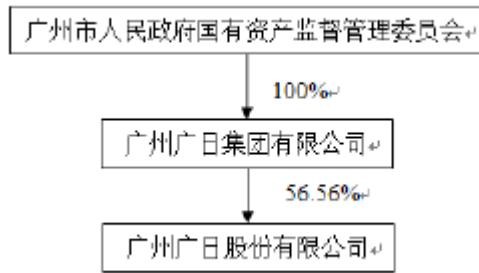 广州市人民政府国有资产监督管理委员会
100%
广州广日集团有限公司
56.56%
广州广日股份有限公司